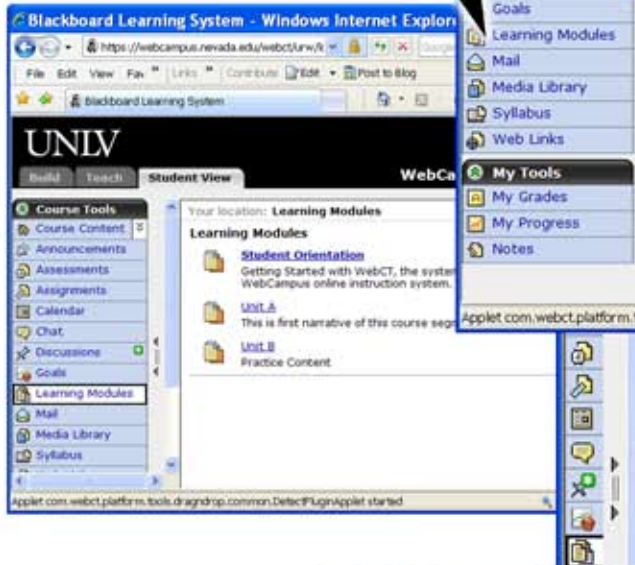 Blackboard Learning System - Windows Internet Explor
https://webcampus.nevada.edu/webct/urw/
File Edit View Fav » Links » Contribute Edit Post to Blog
Blackboard Learning System
UNLV
Build Teach Student View
WebCa
Course Tools
Course Content
Announcements
Assessments
Assignments
Calendar
Chat
Discussions
Goals
Learning Modules
Mail
Media Library
Syllabus
Your location: Learning Modules
Learning Modules
Student Orientation
Getting Started with WebCT, the system
WebCampus online instruction system.
Unit A
This is first narrative of this course seg
Unit B
Practice Content
Applet com.webct.platform.tools.dragndrop.common.DetectPluginApplet started
Goals
Learning Modules
Mail
Media Library
Syllabus
Web Links
My Tools
My Grades
My Progress
Notes
Applet com.webct.platform.